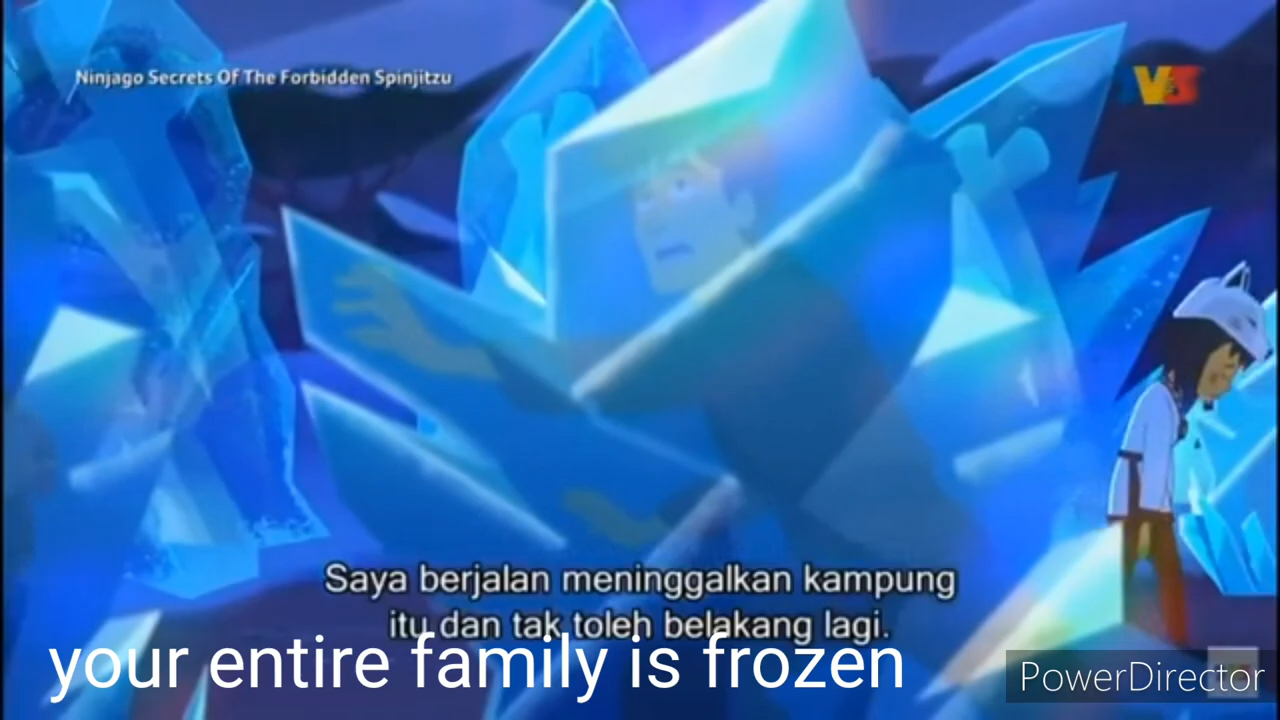 Ninjago Secrets Of The Forbidden Spinjitzu
TV3
Saya berjalan meninggalkan kampung
itu dan tak toleh belakang lagi.
your entire family is frozen
PowerDirector